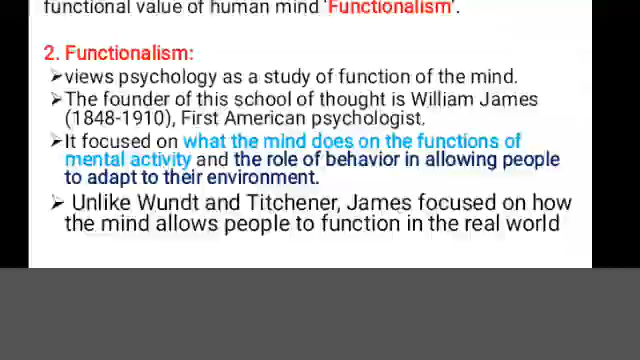 functional value of human mind 'Functionalism'.
2. Functionalism:
➢views psychology as a study of function of the mind.
➢The founder of this school of thought is William James
(1848-1910), First American psychologist.
➢It focused on what the mind does on the functions of
mental activity and the role of behavior in allowing people
to adapt to their environment.
➢ Unlike Wundt and Titchener, James focused on how
the mind allows people to function in the real world